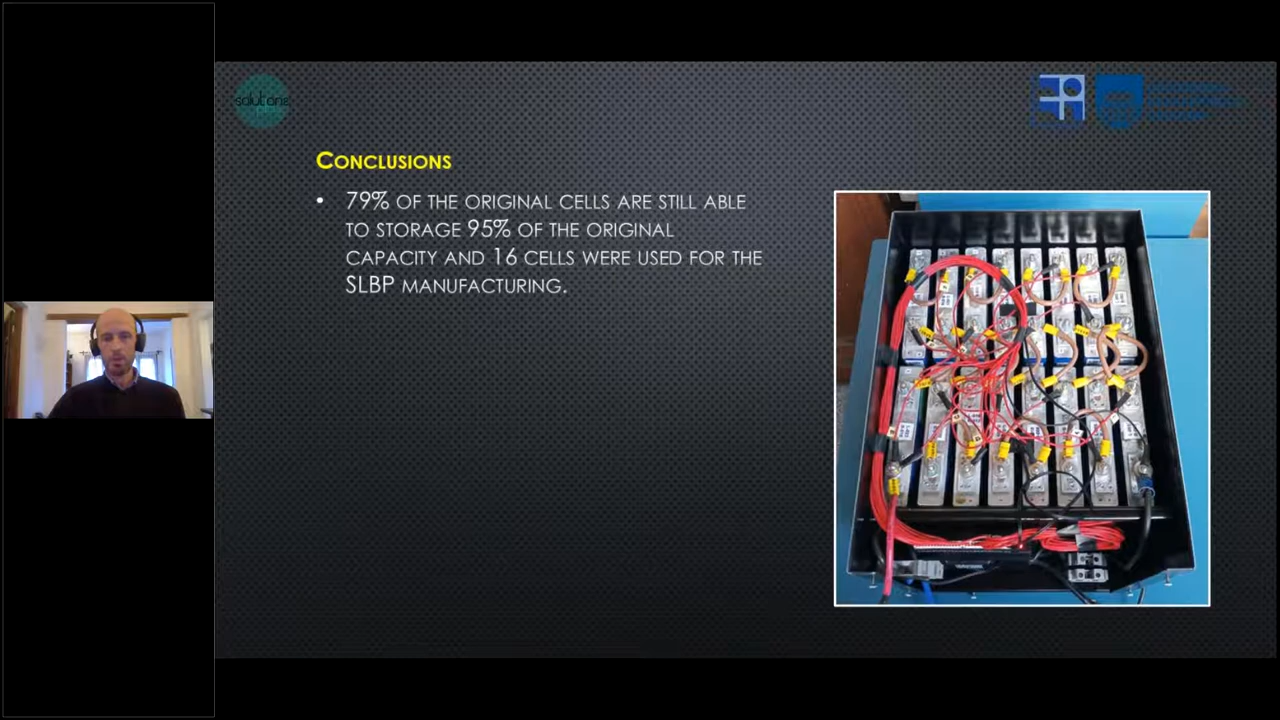 solutions
CONCLUSIONS
• 79% OF THE ORIGINAL CELLS ARE STILL ABLE
TO STORAGE 95% OF THE ORIGINAL
CAPACITY AND 16 CELLS WERE USED FOR THE
SLBP MANUFACTURING.